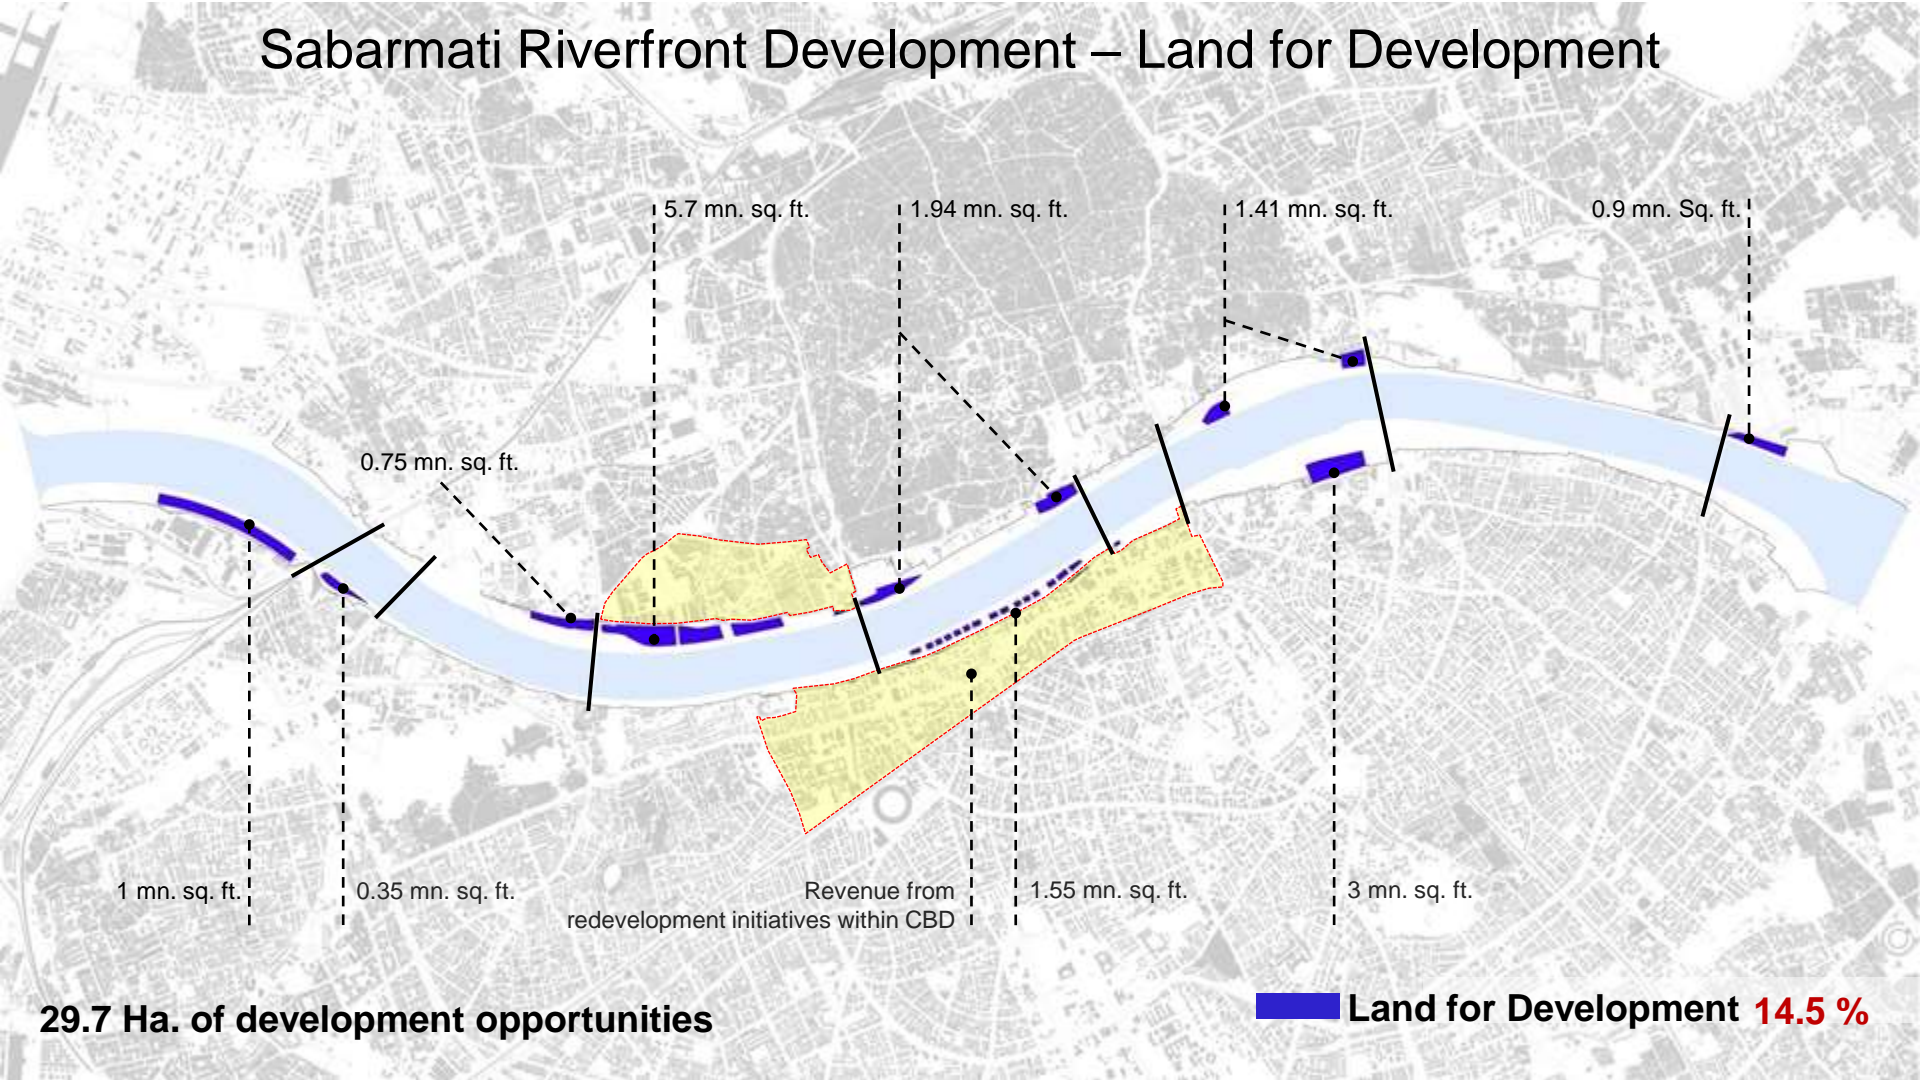 Sabarmati Riverfront Development – Land for Development
5.7 mn. sq. ft.
1.94 mn. sq. ft.
1.41 mn. sq. ft.
0.9 mn. Sq. ft.
0.75 mn. sq. ft.
1 mn. sq. ft.
0.35 mn. sq. ft.
Revenue from
redevelopment initiatives within CBD
1.55 mn. sq. ft.
3 mn. sq. ft.
29.7 Ha. of development opportunities
Land for Development 14.5 %